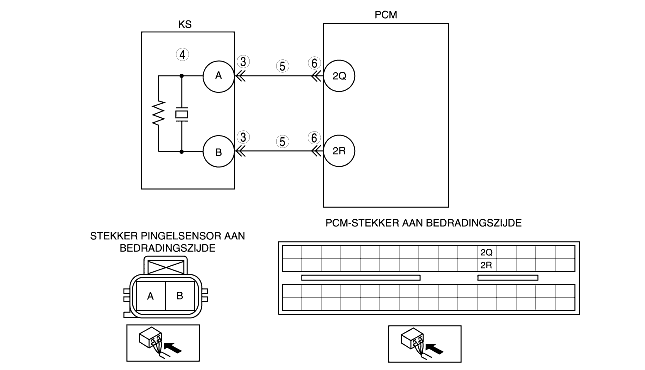 KS
PCM
4
3
5
6
A
2Q
3
5
6
B
2R
PCM-STEKKER AAN BEDRADINGSZIJDE
STEKKER PINGELSENSOR AAN
BEDRADINGSZIJDE
2Q
2R
A B